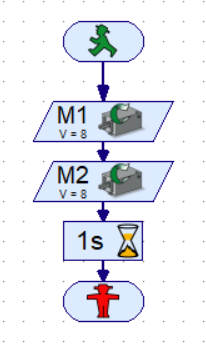 M1
V = 8
M2
V = 8
1s